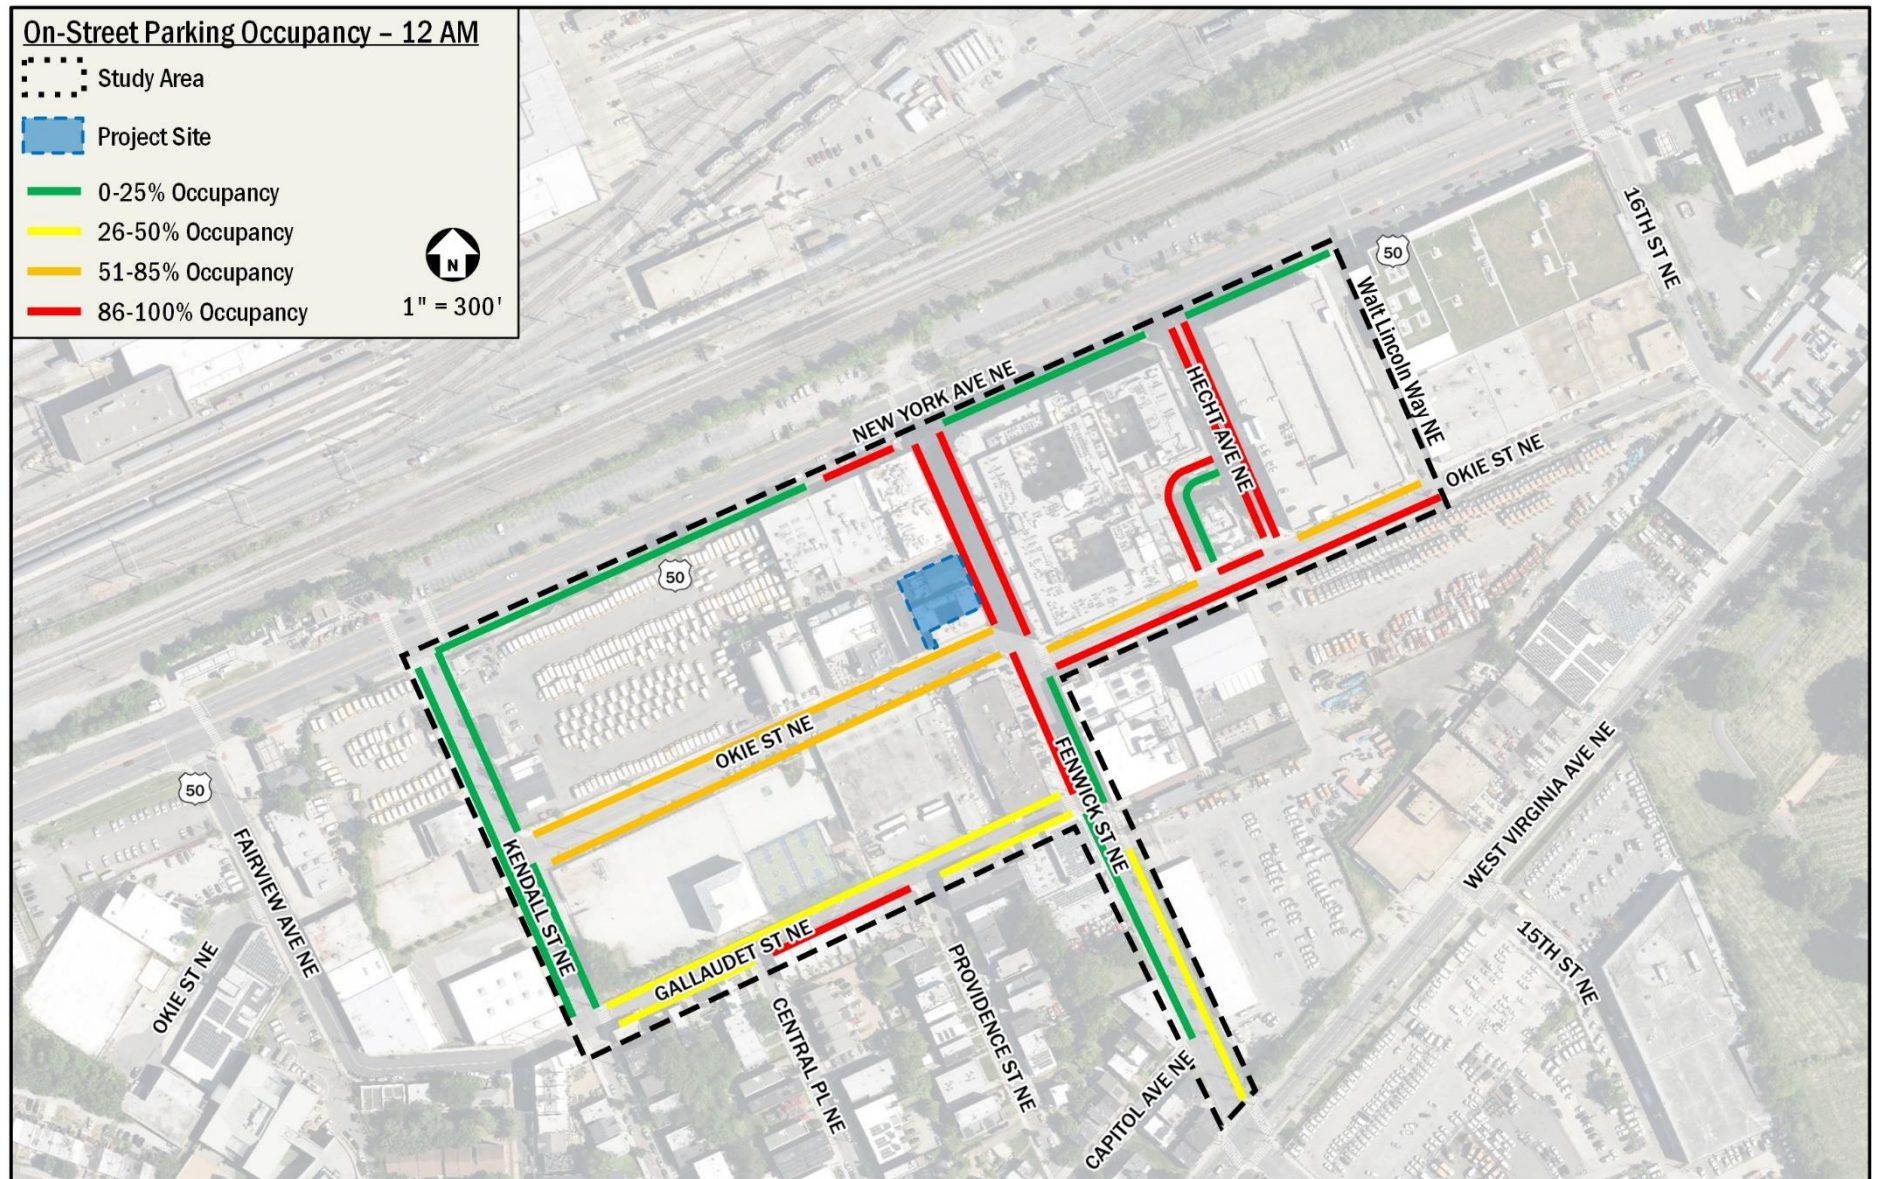 On-Street Parking Occupancy – 12 AM
Study Area
Project Site
0-25% Occupancy
26-50% Occupancy
51-85% Occupancy
86-100% Occupancy
N
1" = 300'
16TH ST NE
50
Walt Lincoln Way NE
NEW YORK AVE NE
HECHT AVE NE
OKIE ST NE
50
OKIE ST NE
FENWICK ST NE
WEST VIRGINIA AVE NE
50
FAIRVIEW AVE NE
KENDALL ST NE
GALLAUDET ST NE
OKIE ST NE
15TH ST NE
PROVIDENCE ST NE
CENTRAL PL NE
CAPITOL AVE NE